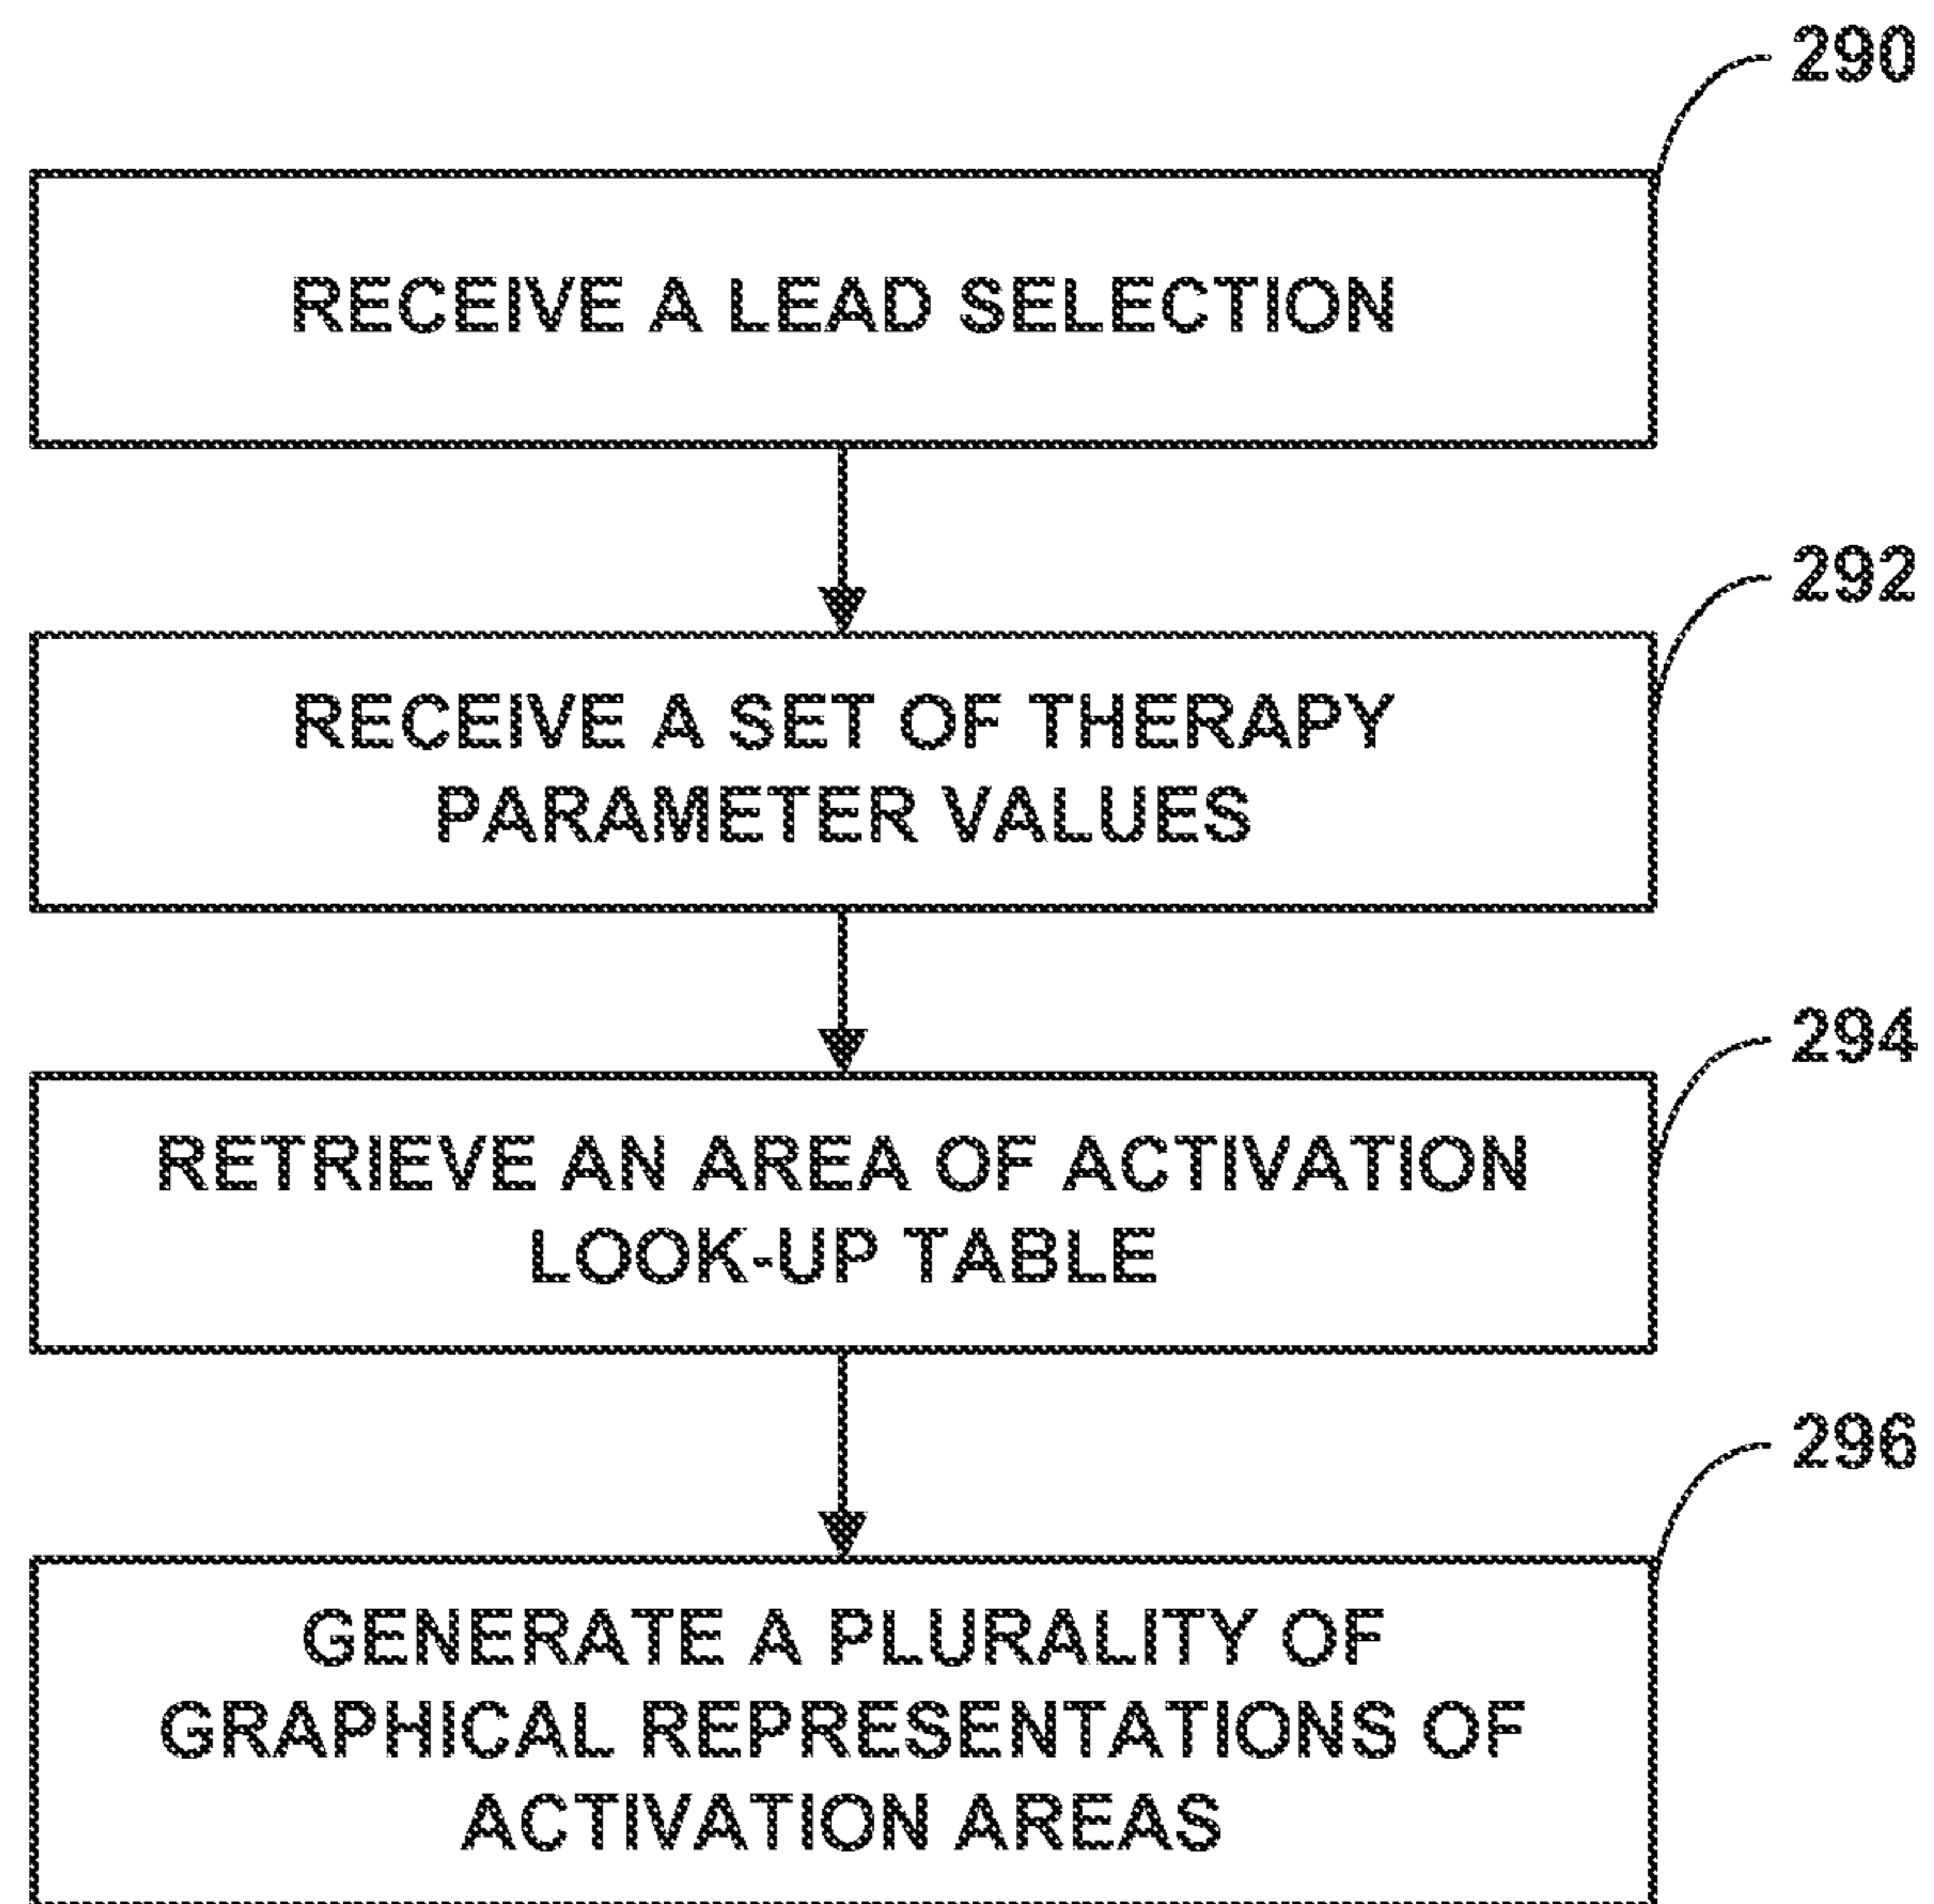 290
RECEIVE A LEAD SELECTION
292
RECEIVE A SET OF THERAPY
PARAMETER VALUES
294
RETRIEVE AN AREA OF ACTIVATION
LOOK-UP TABLE
296
GENERATE A PLURALITY OF
GRAPHICAL REPRESENTATIONS OF
ACTIVATION AREAS